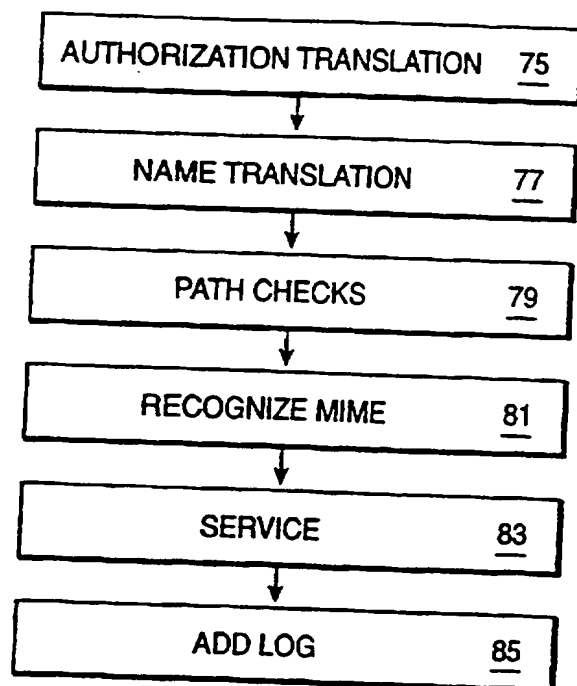 AUTHORIZATION TRANSLATION 75
NAME TRANSLATION 77
PATH CHECKS 79
RECOGNIZE MIME 81
SERVICE 83
ADD LOG 85